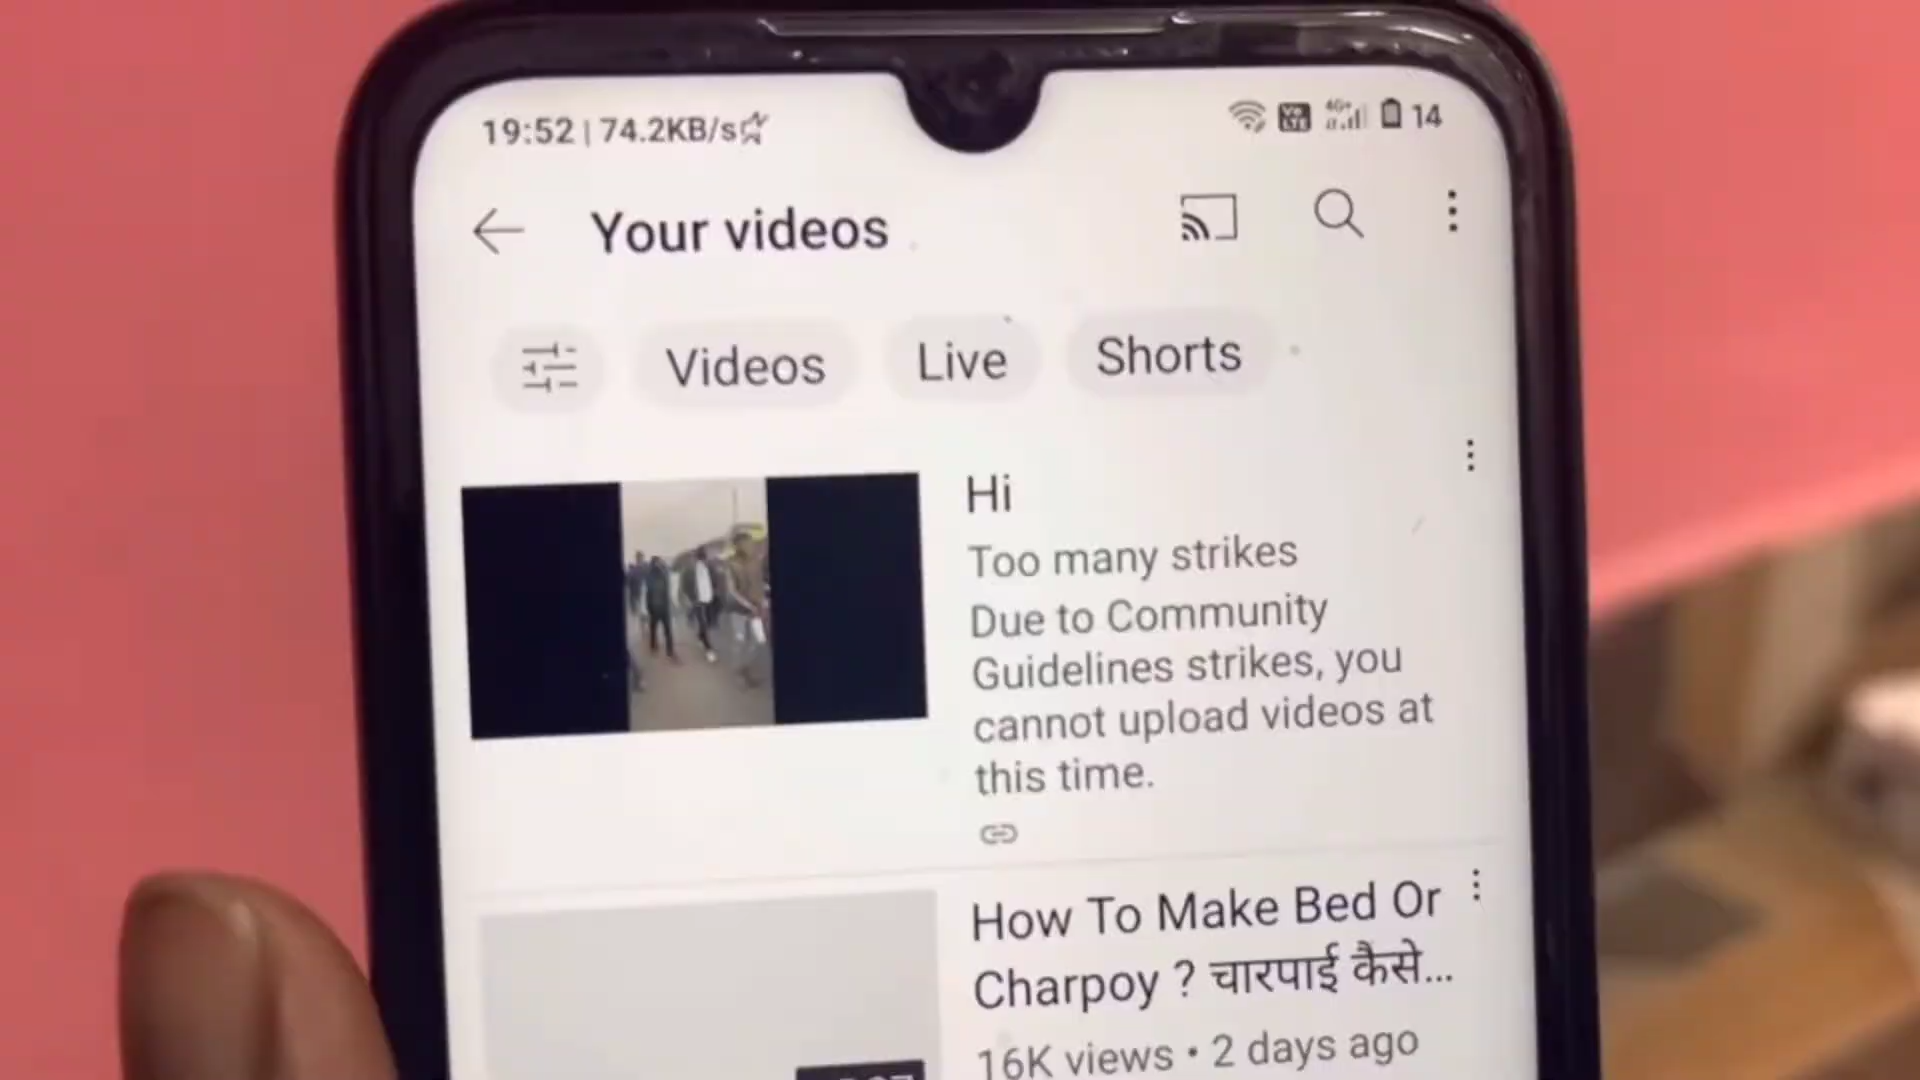 19:52 | 74.2KB/s
4G+ 14
Your videos
Videos Live Shorts
Hi
Too many strikes
Due to Community
Guidelines strikes, you
cannot upload videos at
this time.
How To Make Bed Or
Charpoy ? चारपाई कैसे...
16K views • 2 days ago